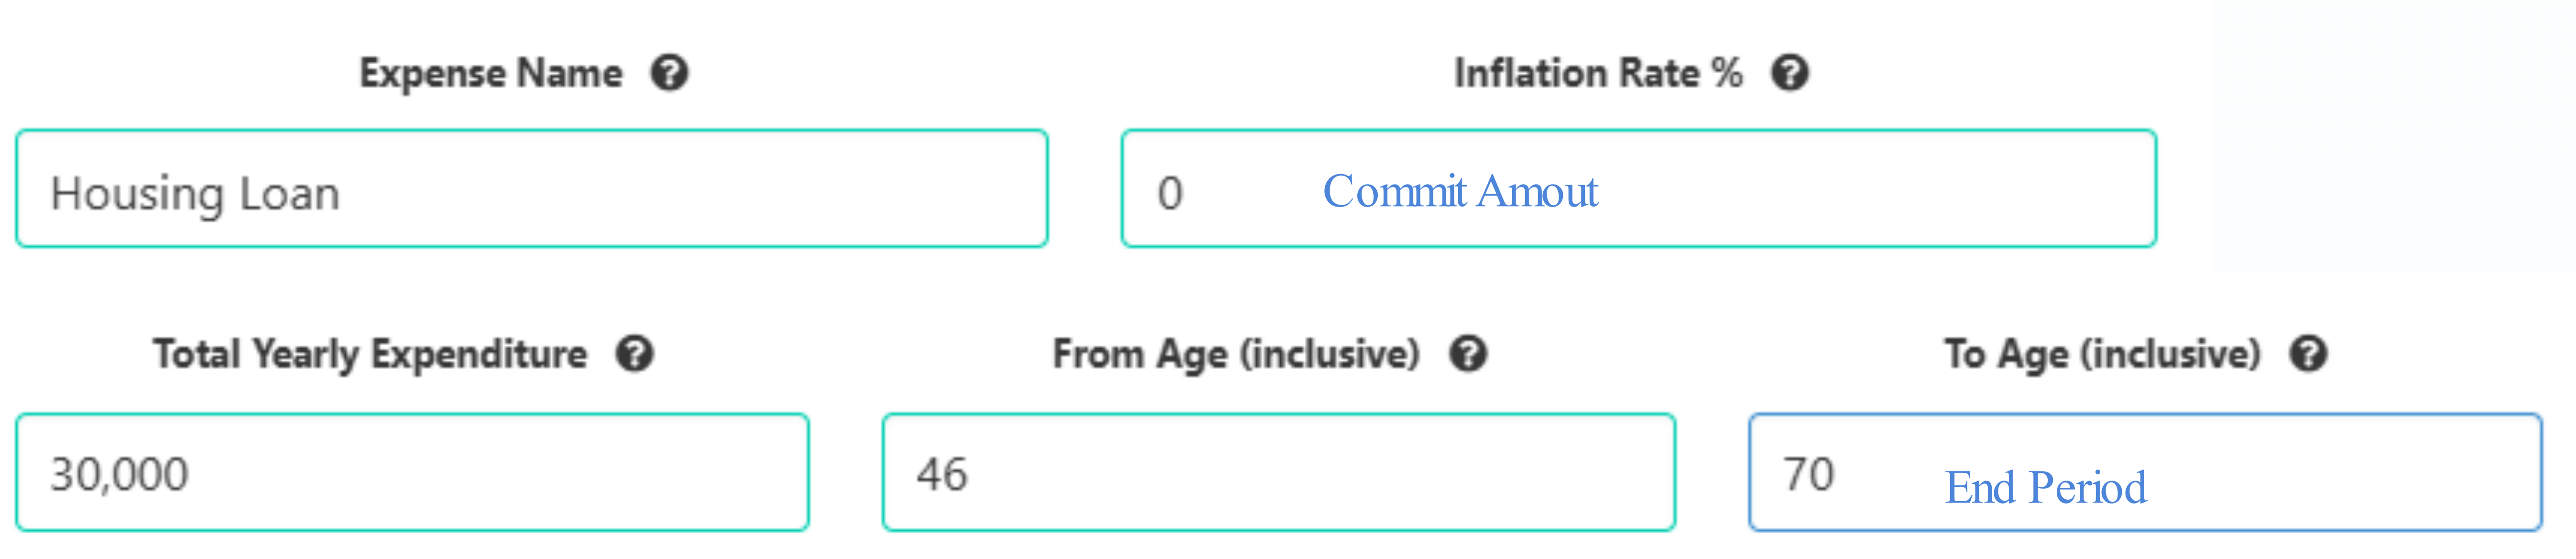 Expense Name ?
Inflation Rate % ?
Housing Loan
0 Commit Amout
Total Yearly Expenditure ?
From Age (inclusive) ?
To Age (inclusive) ?
30,000
46
70 End Period